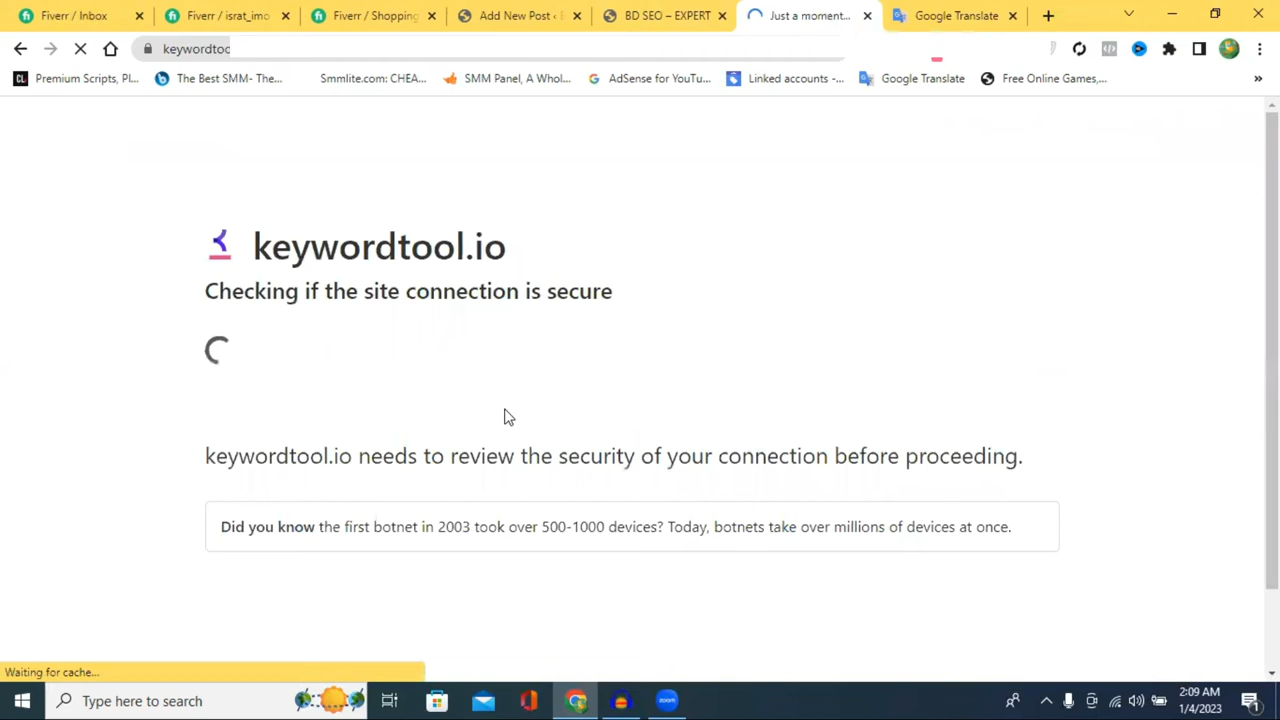 Fiverr / Inbox
Fiverr / israt_imo
Fiverr / Shopping
Add New Post ‹ E
BD SEO – EXPERT
Just a moment...
Google Translate
keywordtoo
CL Premium Scripts, Pl...
The Best SMM- The...
Smmlite.com: CHEA...
SMM Panel, A Whol...
AdSense for YouTu...
Linked accounts -...
Google Translate
Free Online Games,...
keywordtool.io
Checking if the site connection is secure
keywordtool.io needs to review the security of your connection before proceeding.
Did you know the first botnet in 2003 took over 500-1000 devices? Today, botnets take over millions of devices at once.
Waiting for cache...
Type here to search
zoom
2:09 AM
1/4/2023
1